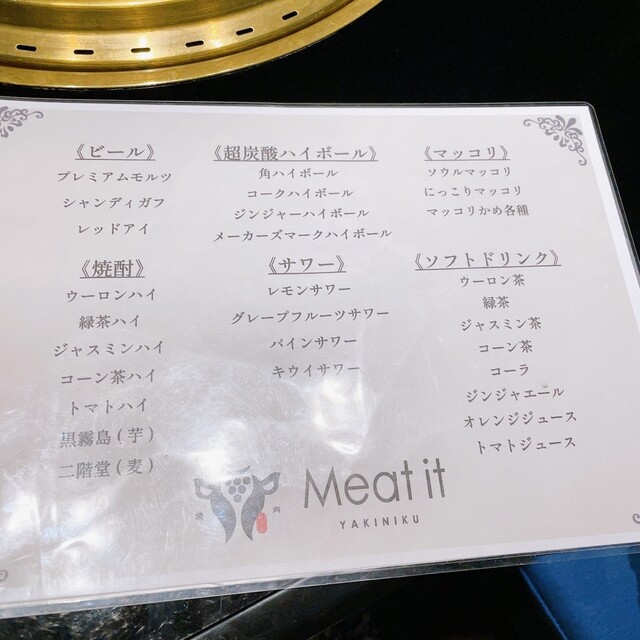 《ビール》
プレミアムモルツ
シャンディガフ
レッドアイ
《超炭酸ハイボール》
角ハイボール
コークハイボール
ジンジャーハイボール
メーカーズマークハイボール
《マッコリ》
ソウルマッコリ
にっこりマッコリ
マッコリかめ各種
《焼酎》
ウーロンハイ
緑茶ハイ
ジャスミンハイ
コーン茶ハイ
トマトハイ
黒霧島(芋)
二階堂(麦)
《サワー》
レモンサワー
グレープフルーツサワー
パインサワー
キウイサワー
《ソフトドリンク》
ウーロン茶
緑茶
ジャスミン茶
コーン茶
コーラ
ジンジャエール
オレンジジュース
トマトジュース
焼 肉
Meat it
YAKINIKU